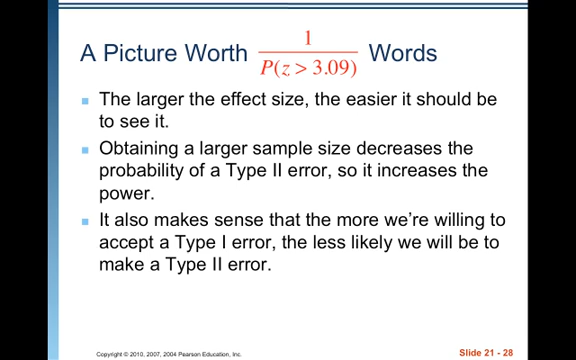 A Picture Worth 1 / P(z > 3.09) Words
The larger the effect size, the easier it should be
to see it.
Obtaining a larger sample size decreases the
probability of a Type II error, so it increases the
power.
It also makes sense that the more we're willing to
accept a Type I error, the less likely we will be to
make a Type II error.
Copyright © 2010, 2007, 2004 Pearson Education, Inc.
Slide 21 - 28